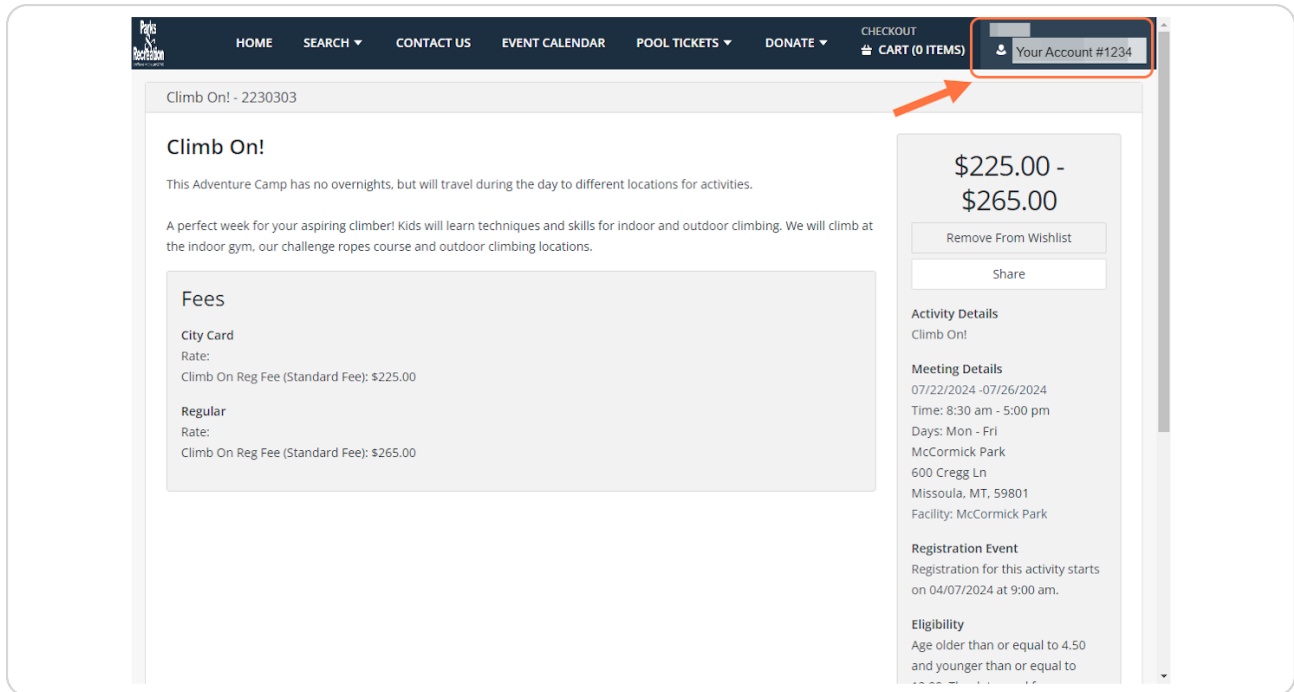 Parks
&
Recreation
HOME
SEARCH
CONTACT US
EVENT CALENDAR
POOL TICKETS
DONATE
CHECKOUT
CART (0 ITEMS)
Your Account #1234
Climb On! - 2230303
Climb On!
This Adventure Camp has no overnights, but will travel during the day to different locations for activities.
A perfect week for your aspiring climber! Kids will learn techniques and skills for indoor and outdoor climbing. We will climb at
the indoor gym, our challenge ropes course and outdoor climbing locations.
Fees
City Card
Rate:
Climb On Reg Fee (Standard Fee): $225.00
Regular
Rate:
Climb On Reg Fee (Standard Fee): $265.00
$225.00 -
$265.00
Remove From Wishlist
Share
Activity Details
Climb On!
Meeting Details
07/22/2024 -07/26/2024
Time: 8:30 am - 5:00 pm
Days: Mon - Fri
McCormick Park
600 Cregg Ln
Missoula, MT, 59801
Facility: McCormick Park
Registration Event
Registration for this activity starts
on 04/07/2024 at 9:00 am.
Eligibility
Age older than or equal to 4.50
and younger than or equal to